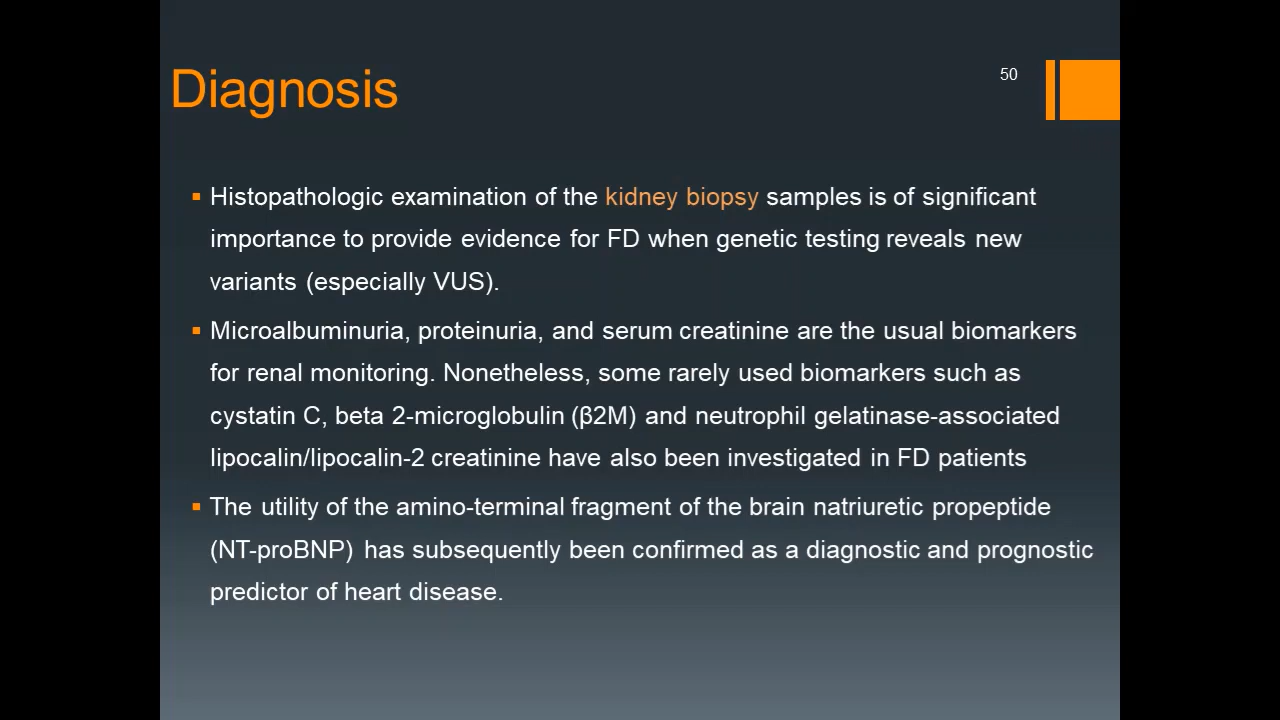 Diagnosis
50
Histopathologic examination of the kidney biopsy samples is of significant
importance to provide evidence for FD when genetic testing reveals new
variants (especially VUS).
Microalbuminuria, proteinuria, and serum creatinine are the usual biomarkers
for renal monitoring. Nonetheless, some rarely used biomarkers such as
cystatin C, beta 2-microglobulin (β2M) and neutrophil gelatinase-associated
lipocalin/lipocalin-2 creatinine have also been investigated in FD patients
The utility of the amino-terminal fragment of the brain natriuretic propeptide
(NT-proBNP) has subsequently been confirmed as a diagnostic and prognostic
predictor of heart disease.